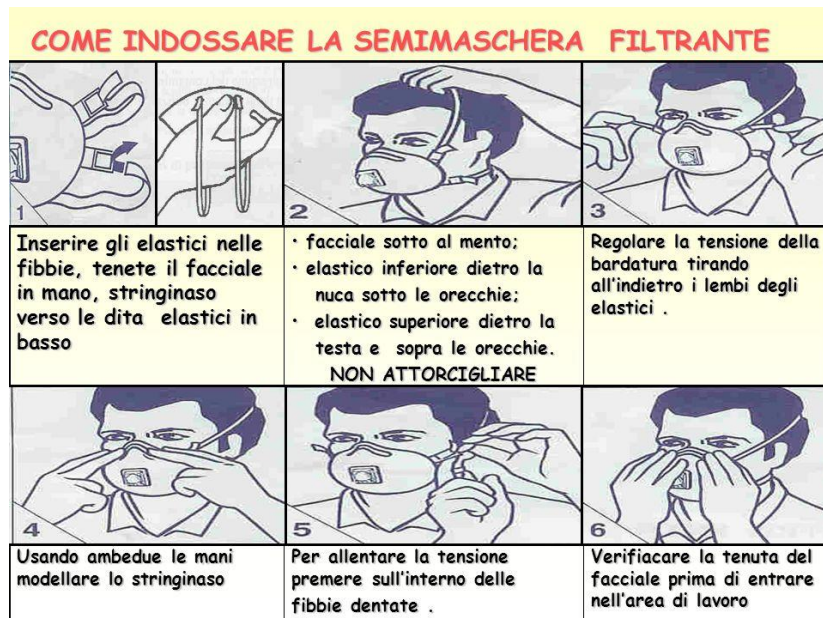 COME INDOSSARE LA SEMIMASCHERA FILTRANTE
1
Inserire gli elastici nelle
fibbie, tenete il facciale
in mano, stringinaso
verso le dita elastici in
basso
2
• facciale sotto al mento;
• elastico inferiore dietro la
nuca sotto le orecchie;
• elastico superiore dietro la
testa e sopra le orecchie.
NON ATTORCIGLIARE
3
Regolare la tensione della
bardatura tirando
all'indietro i lembi degli
elastici .
4
Usando ambedue le mani
modellare lo stringinaso
5
Per allentare la tensione
premere sull'interno delle
fibbie dentate .
6
Verifiacare la tenuta del
facciale prima di entrare
nell'area di lavoro